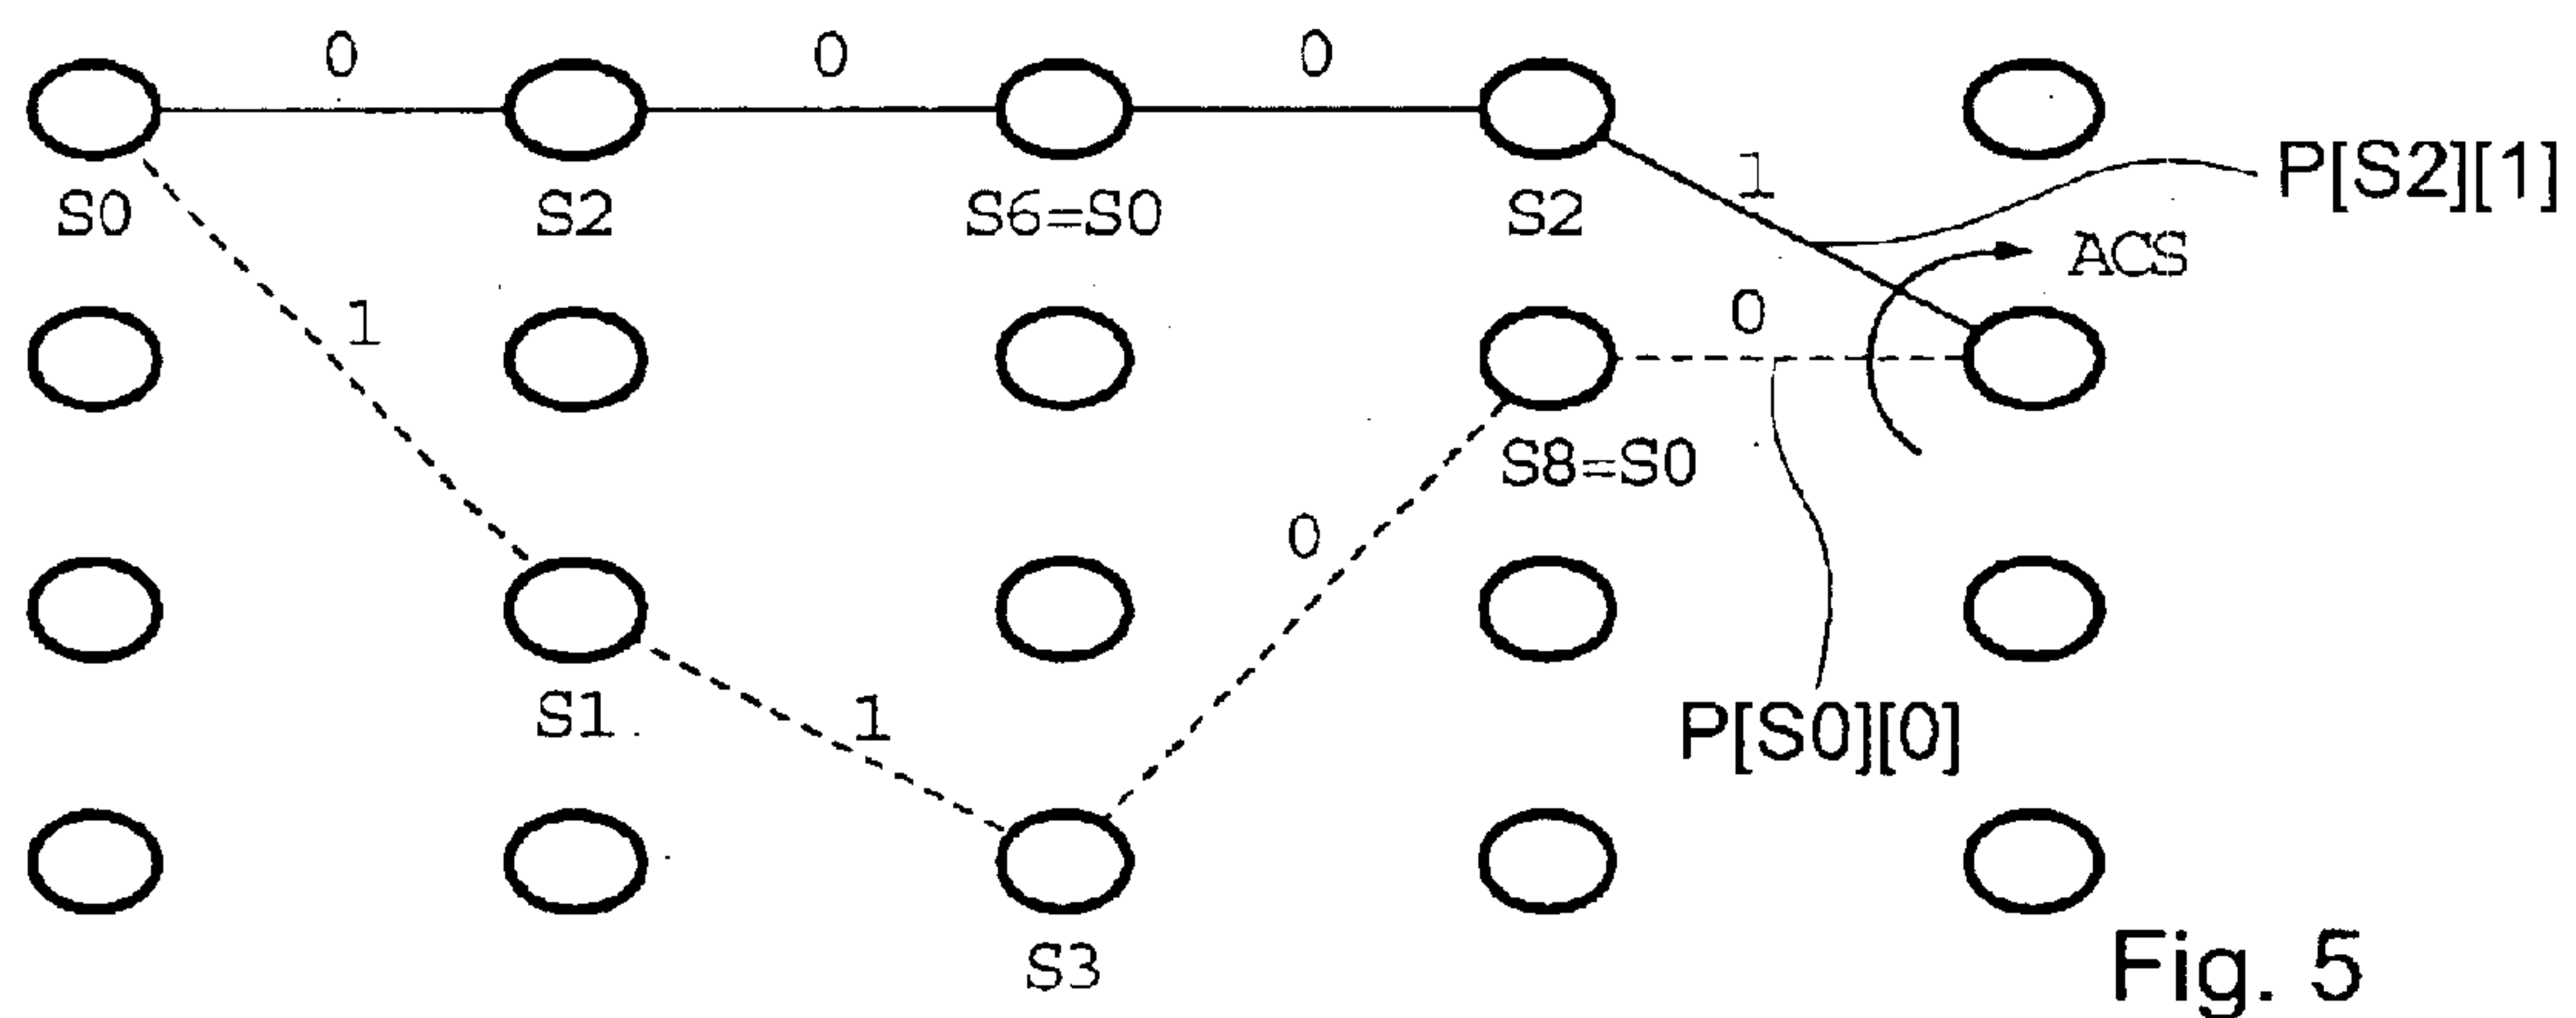 0 0 0
1 P[S2][1]
S0 S2 S6=S0 S2
ACS
1 0
S8=S0
0
S1 1 P[S0][0]
S3
Fig. 5